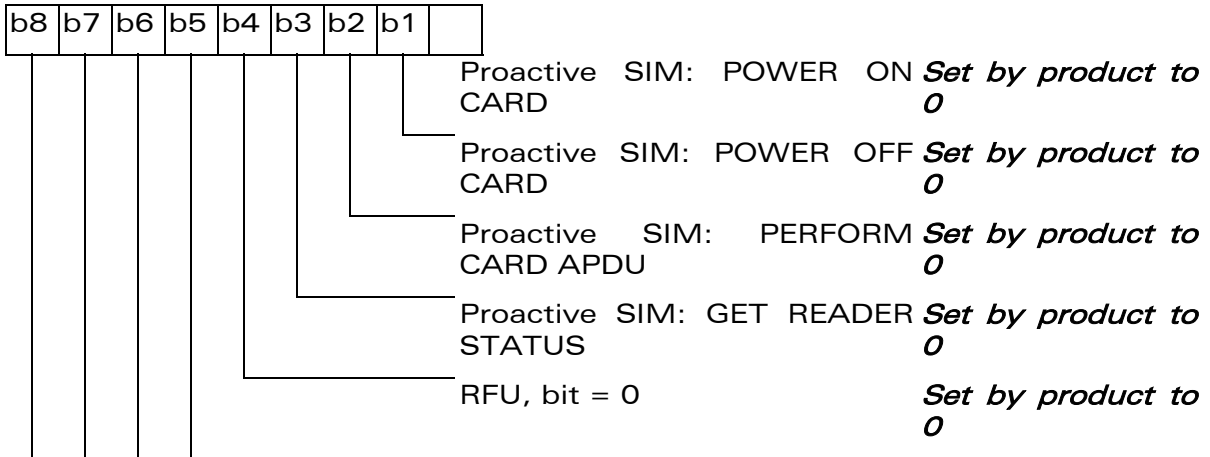 b8 b7 b6 b5 b4 b3 b2 b1
Proactive SIM: POWER ON Set by product to
CARD 0
Proactive SIM: POWER OFF Set by product to
CARD 0
Proactive SIM: PERFORM Set by product to
CARD APDU 0
Proactive SIM: GET READER Set by product to
STATUS 0
RFU, bit = 0 Set by product to
0